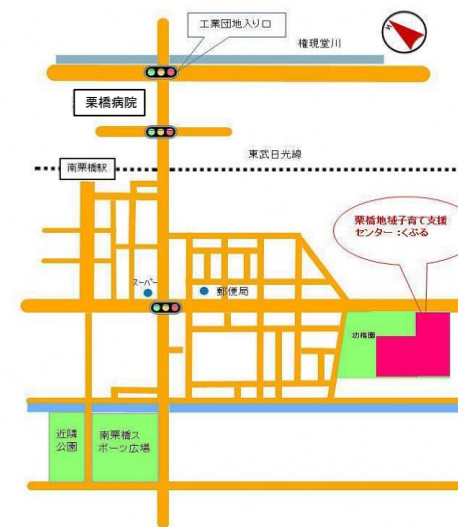 工業団地入り口
権現堂川
栗橋病院
東武日光線
南栗橋駅
栗橋地域子育て支援
センター：くぷる
スーパー
郵便局
幼稚園
近隣
公園
南栗橋ス
ポーツ広場